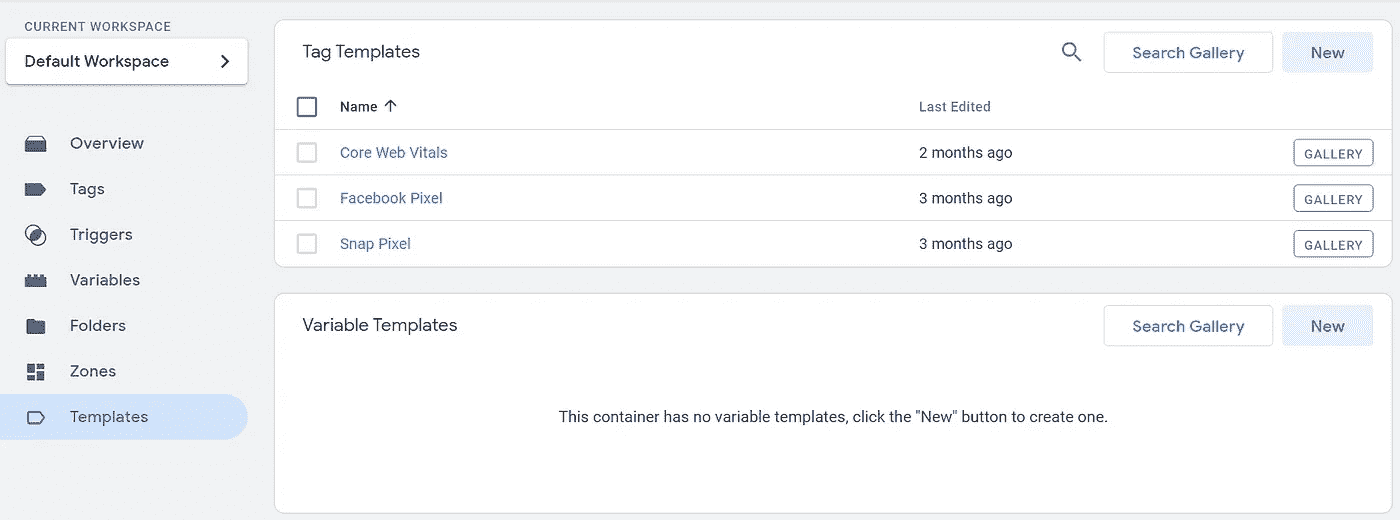 CURRENT WORKSPACE
Default Workspace
Overview
Tags
Triggers
Variables
Folders
Zones
Templates
Tag Templates
Search Gallery
New
Name
Last Edited
Core Web Vitals
2 months ago
GALLERY
Facebook Pixel
3 months ago
GALLERY
Snap Pixel
3 months ago
GALLERY
Variable Templates
Search Gallery
New
This container has no variable templates, click the "New" button to create one.